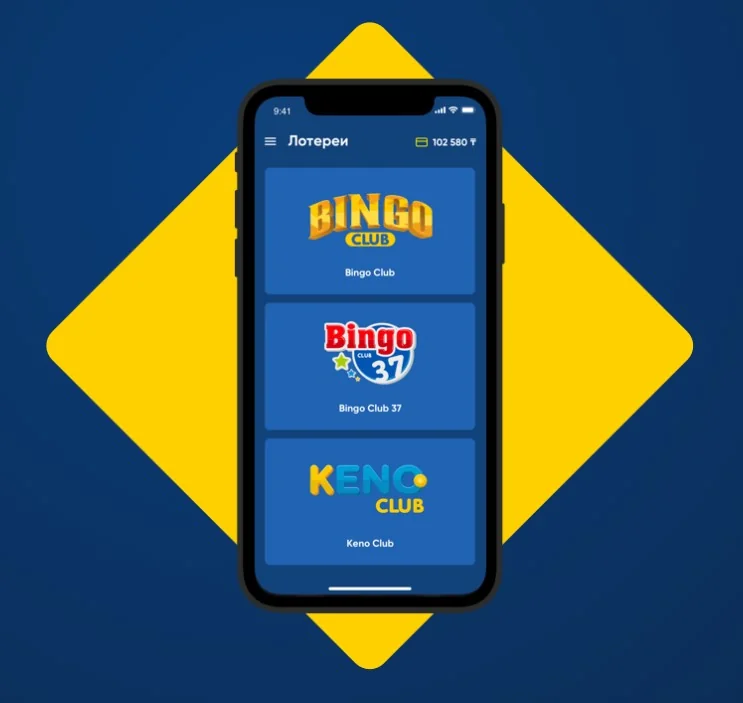 9:41
Лотереи
102 580 ₸
BINGO
CLUB
Bingo Club
Bingo
CLUB
37
Bingo Club 37
KENO
CLUB
Keno Club